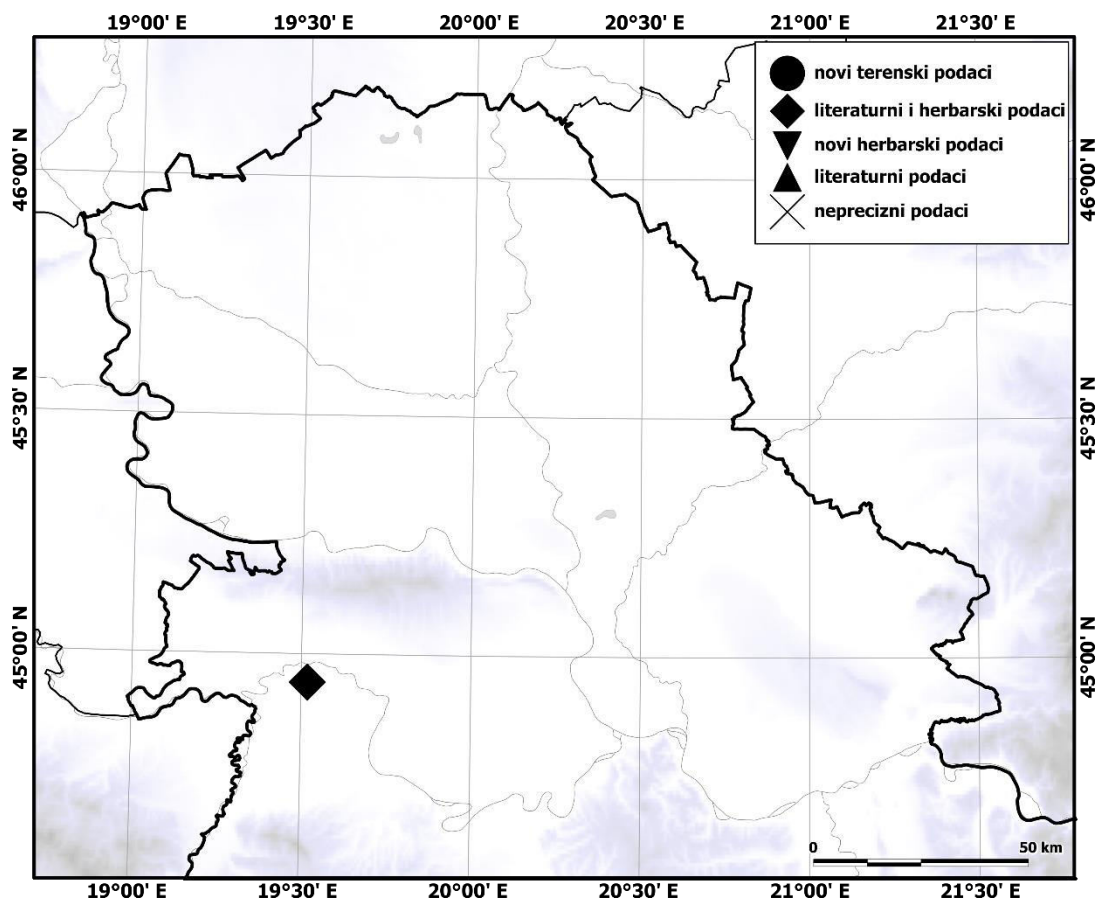 19°00' E 19°30' E 20°00' E 20°30' E 21°00' E 21°30' E
novi terenski podaci
literaturni i herbarski podaci
novi herbarski podaci
literaturni podaci
neprecizni podaci
46°00' N 46°00' N
45°30' N 45°30' N
45°00' N 45°00' N
0 50 km
19°00' E 19°30' E 20°00' E 20°30' E 21°00' E 21°30' E